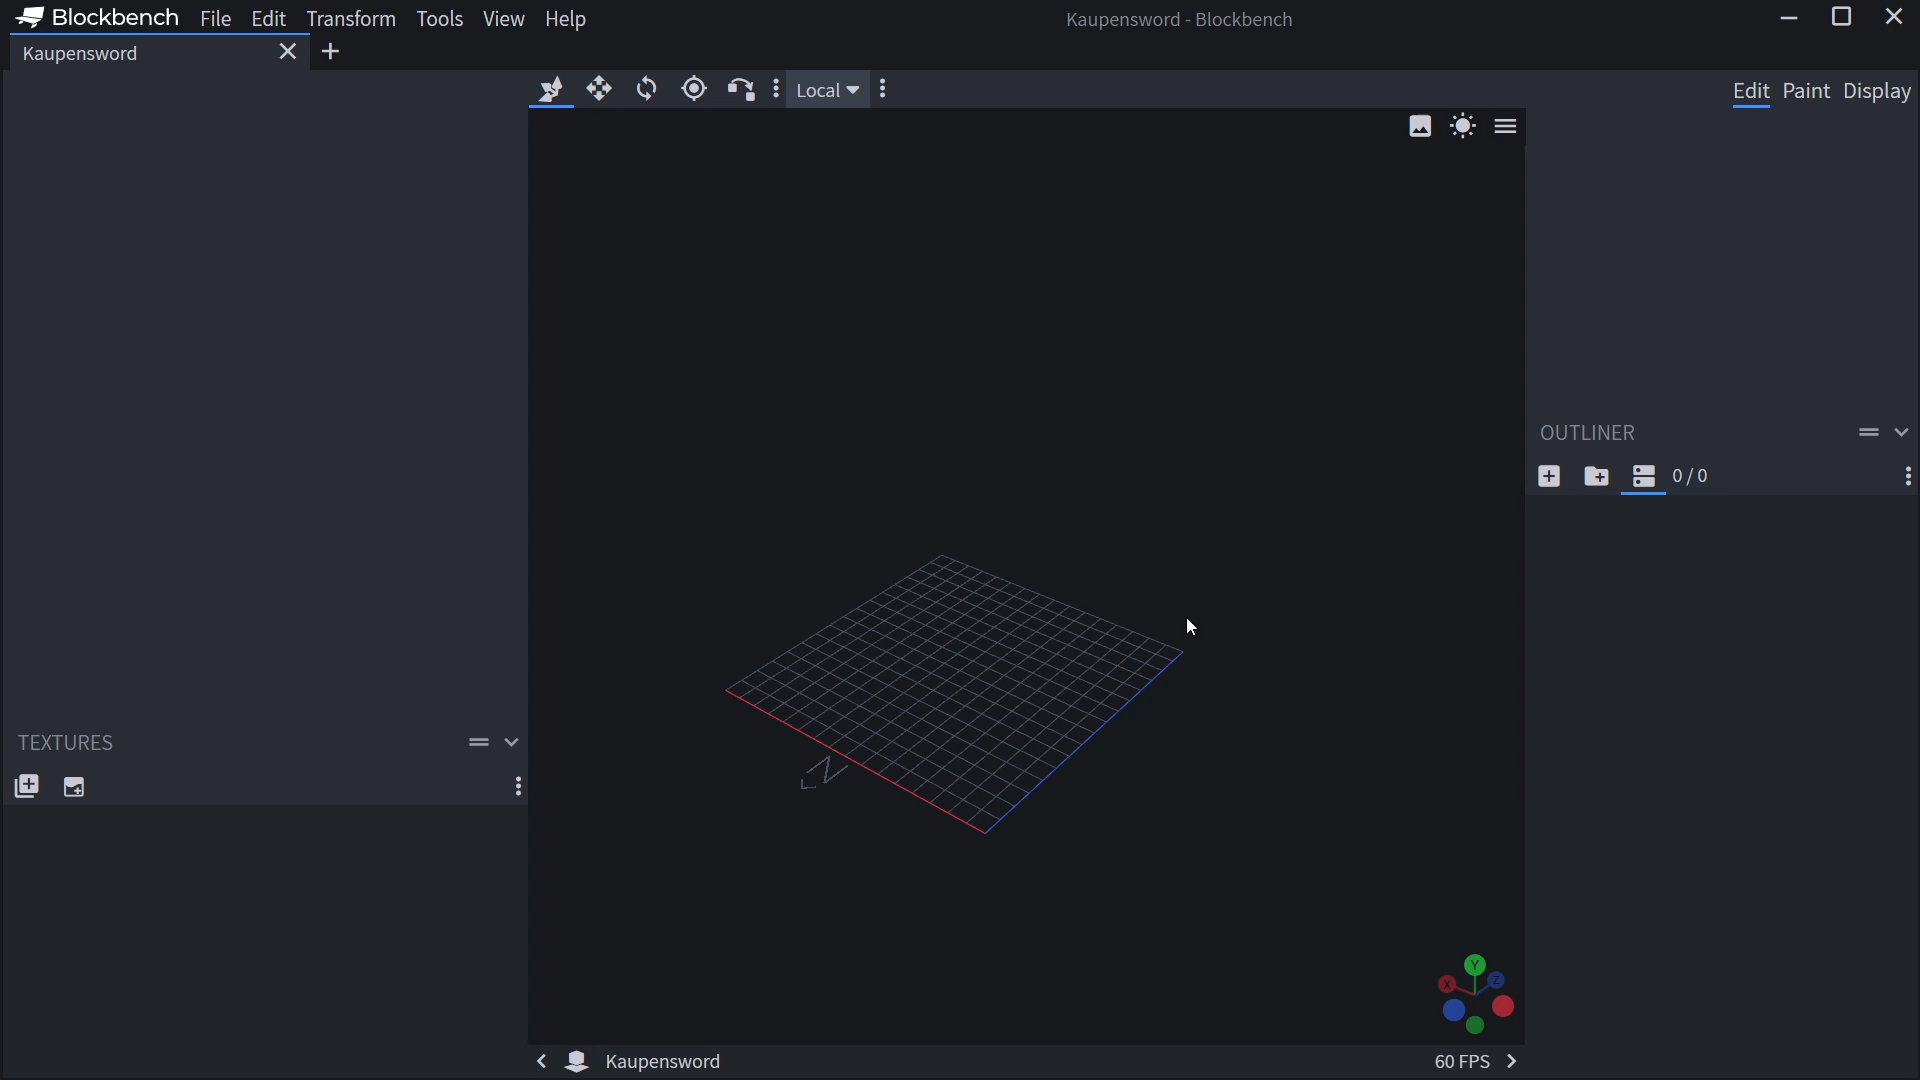 Blockbench File Edit Transform Tools View Help
Kaupensword - Blockbench
Kaupensword
Local
Edit Paint Display
OUTLINER
0 / 0
TEXTURES
N
Y
X
Z
Kaupensword
60 FPS